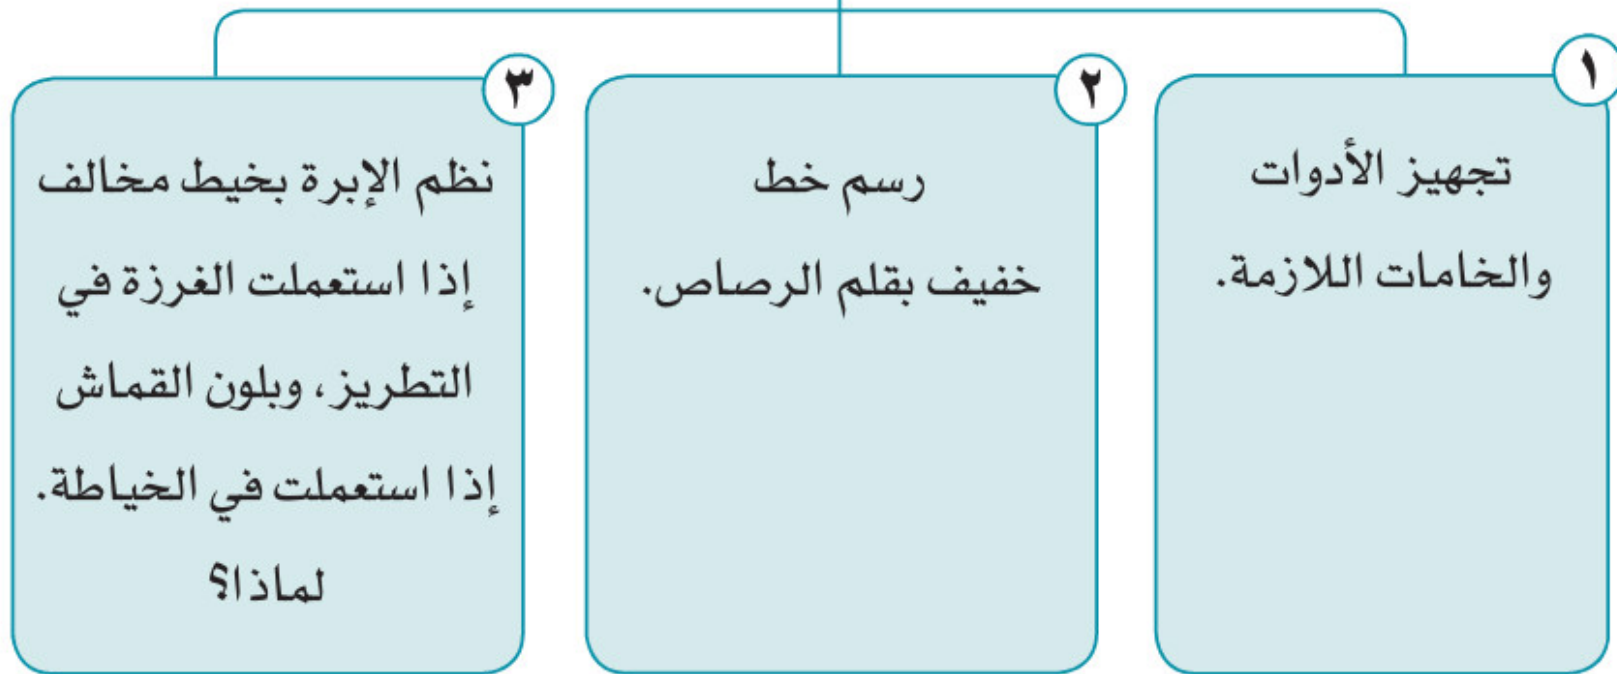 ١
تجهيز الأدوات
والخامات اللازمة.
٢
رسم خط
خفيف بقلم الرصاص.
٣
نظم الإبرة بخيط مخالف
إذا استعملت الغرزة في
التطريز، وبلون القماش
إذا استعملت في الخياطة.
لماذا؟